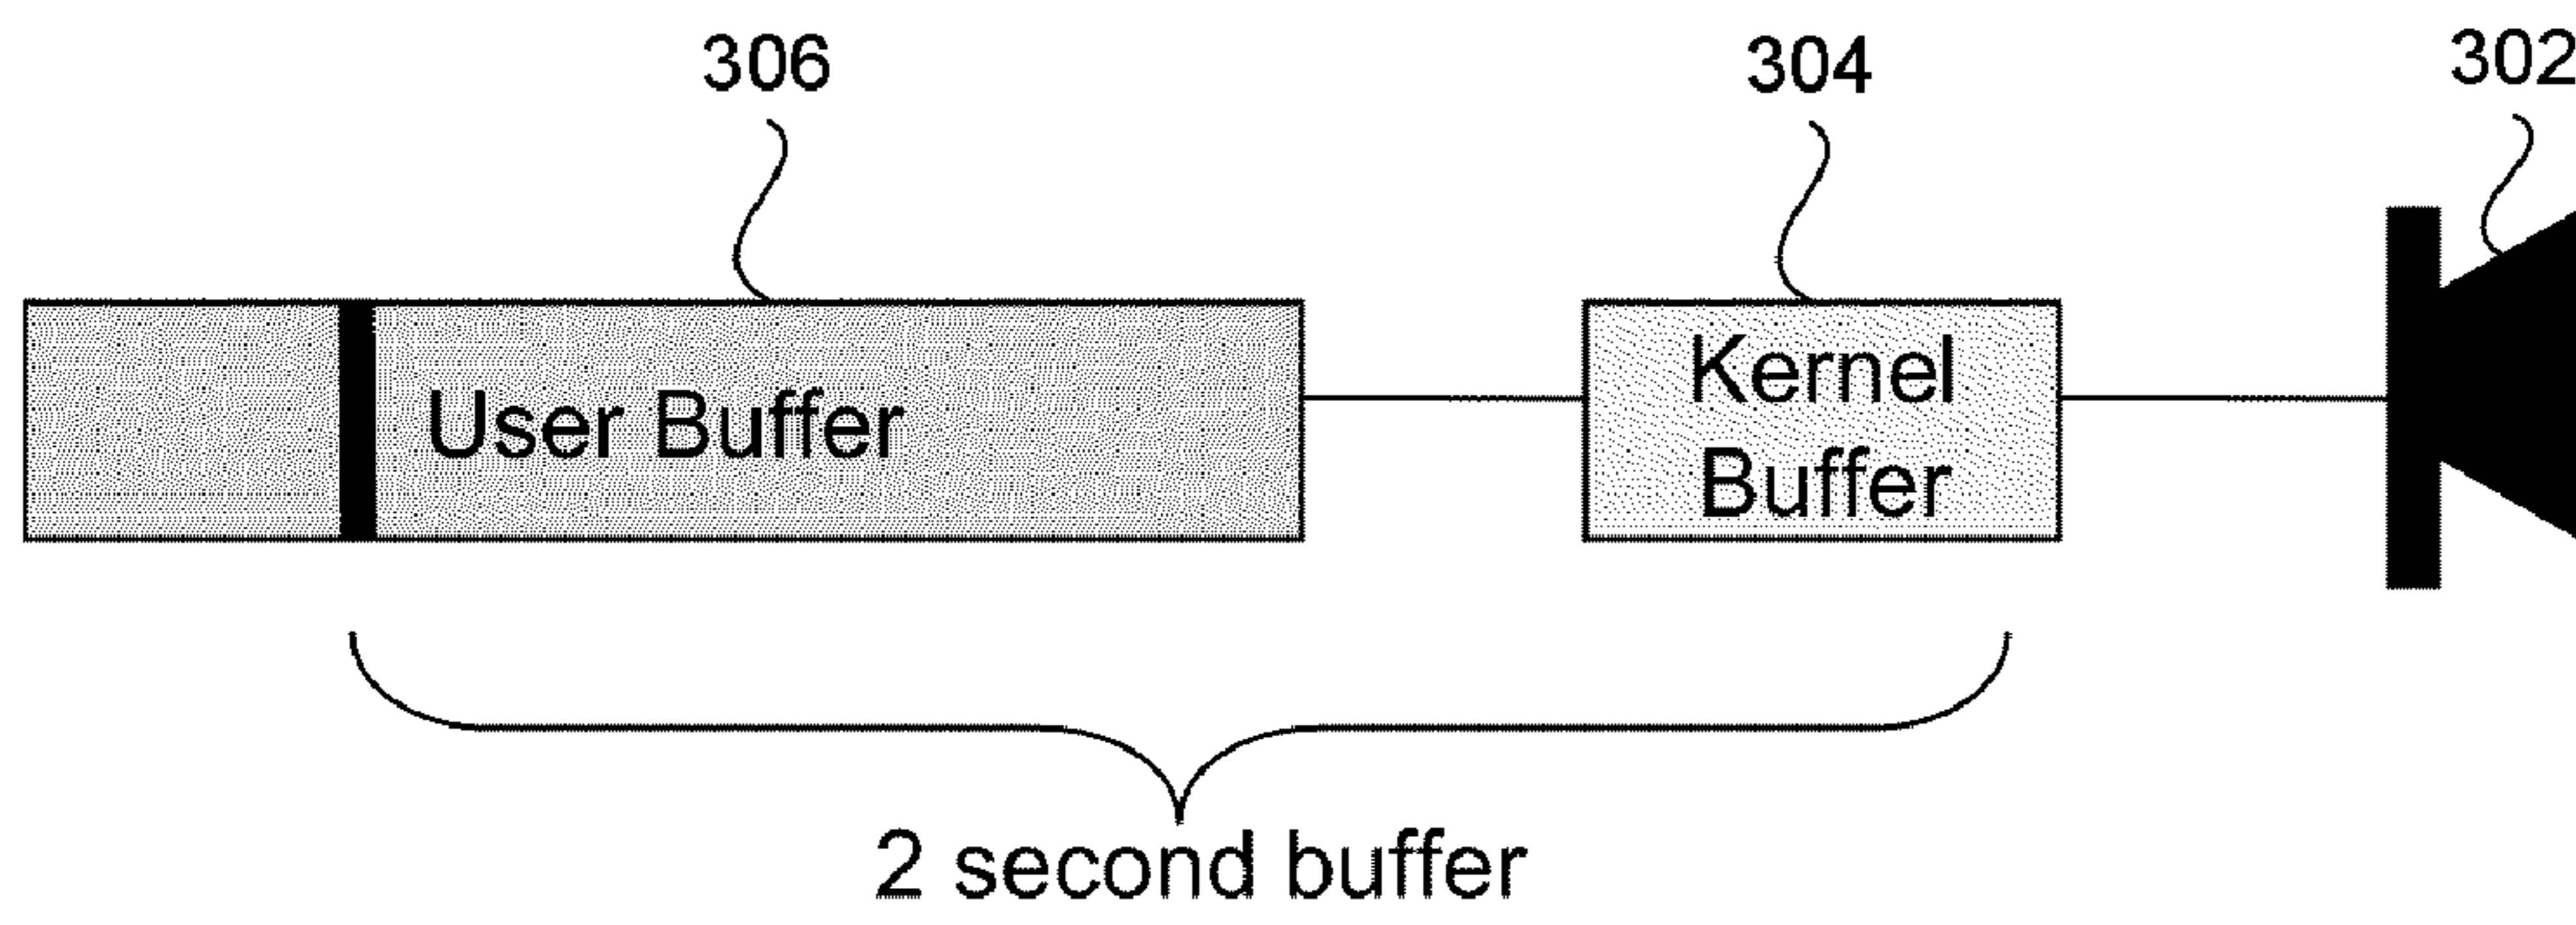 306
304
302
User Buffer
Kernel
Buffer
2 second buffer